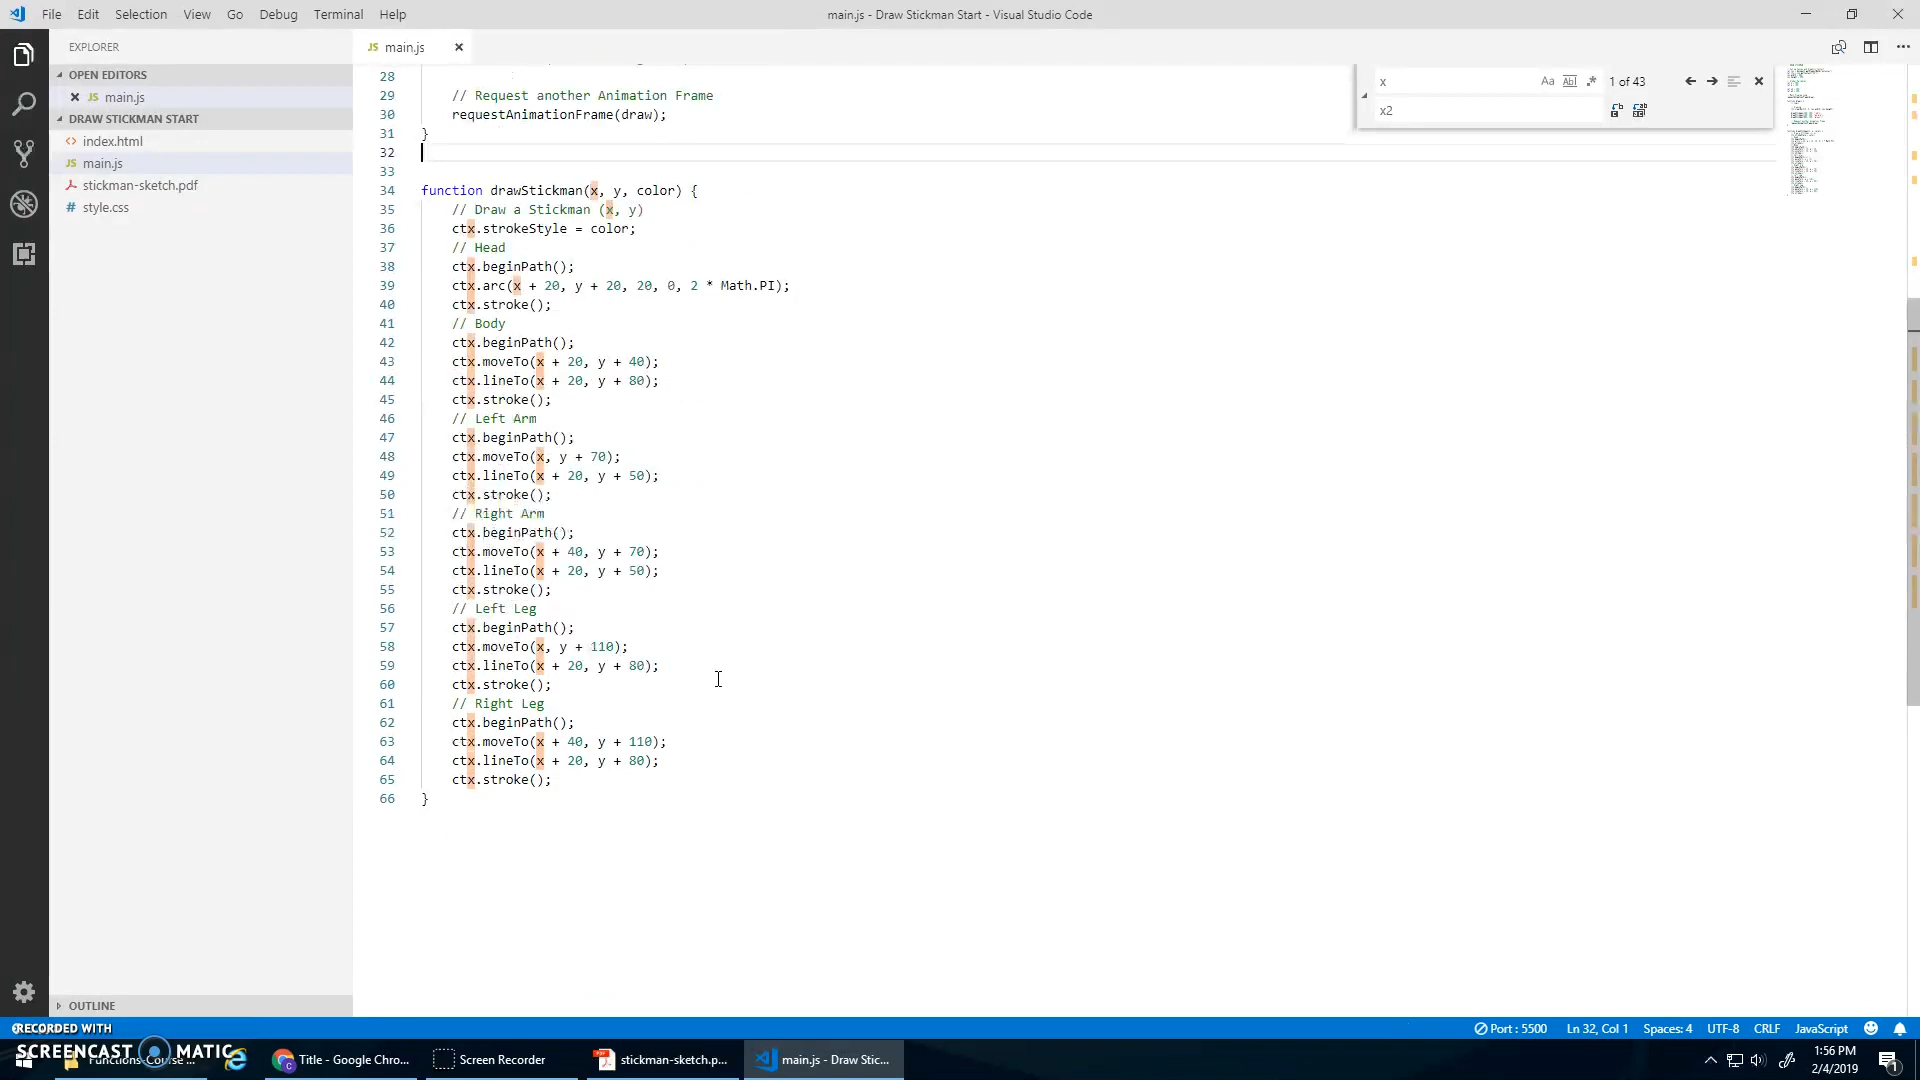 File Edit Selection View Go Debug Terminal Help
main.js - Draw Stickman Start - Visual Studio Code
EXPLORER
OPEN EDITORS
JS main.js
DRAW STICKMAN START
<> index.html
JS main.js
stickman-sketch.pdf
# style.css
OUTLINE
JS main.js
x
Aa Abl .* 1 of 43
x2
28
29 // Request another Animation Frame
30 requestAnimationFrame(draw);
31 }
32
33
34 function drawStickman(x, y, color) {
35 // Draw a Stickman (x, y)
36 ctx.strokeStyle = color;
37 // Head
38 ctx.beginPath();
39 ctx.arc(x + 20, y + 20, 20, 0, 2 * Math.PI);
40 ctx.stroke();
41 // Body
42 ctx.beginPath();
43 ctx.moveTo(x + 20, y + 40);
44 ctx.lineTo(x + 20, y + 80);
45 ctx.stroke();
46 // Left Arm
47 ctx.beginPath();
48 ctx.moveTo(x, y + 70);
49 ctx.lineTo(x + 20, y + 50);
50 ctx.stroke();
51 // Right Arm
52 ctx.beginPath();
53 ctx.moveTo(x + 40, y + 70);
54 ctx.lineTo(x + 20, y + 50);
55 ctx.stroke();
56 // Left Leg
57 ctx.beginPath();
58 ctx.moveTo(x, y + 110);
59 ctx.lineTo(x + 20, y + 80);
60 ctx.stroke();
61 // Right Leg
62 ctx.beginPath();
63 ctx.moveTo(x + 40, y + 110);
64 ctx.lineTo(x + 20, y + 80);
65 ctx.stroke();
66 }
RECORDED WITH
Port : 5500 Ln 32, Col 1 Spaces: 4 UTF-8 CRLF JavaScript
SCREENCAST MATIC
Functions-Course ...
Title - Google Chro...
Screen Recorder
stickman-sketch.p...
main.js - Draw Stic...
1:56 PM
2/4/2019
1